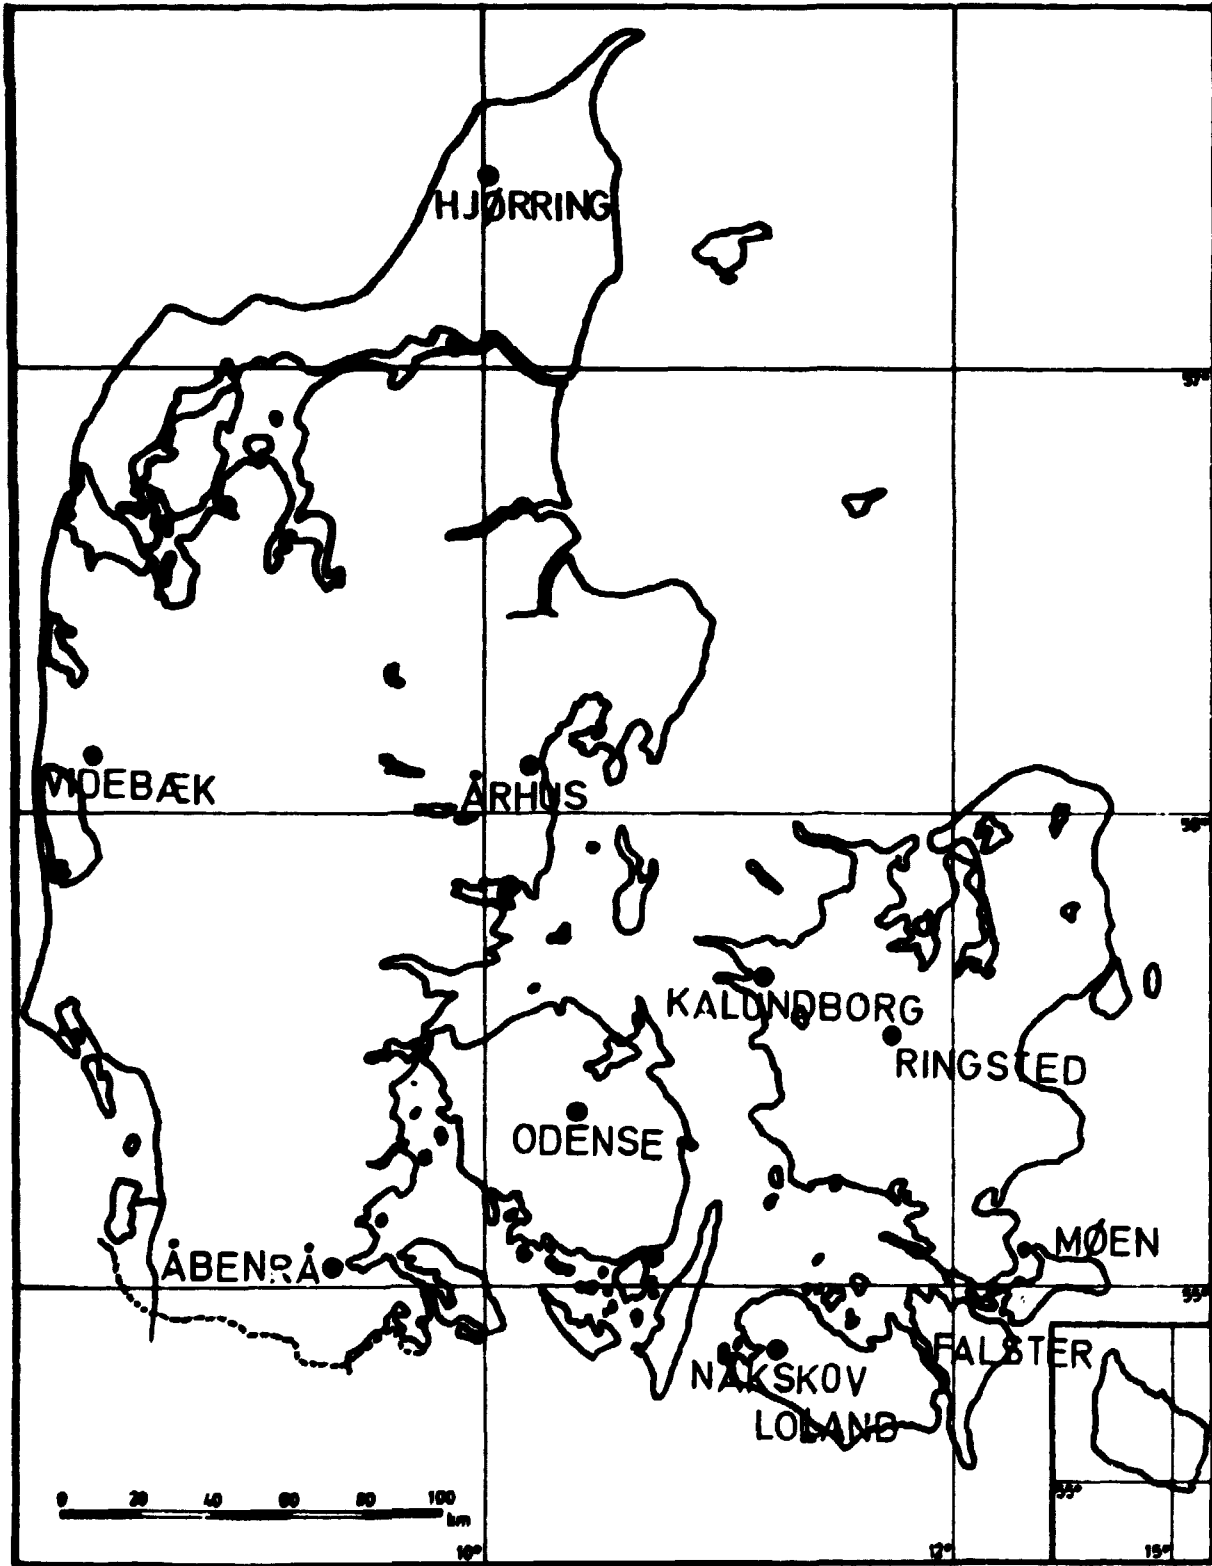 HJØRRING
57°
VIDEBÆK
ÅRHUS
56°
KALUNDBORG
RINGSTED
ODENSE
MØEN
ÅBENRÅ
55°
FALSTER
NAKSKOV
LOLAND
55°
0 20 40 60 80 100
km
10° 12° 15°